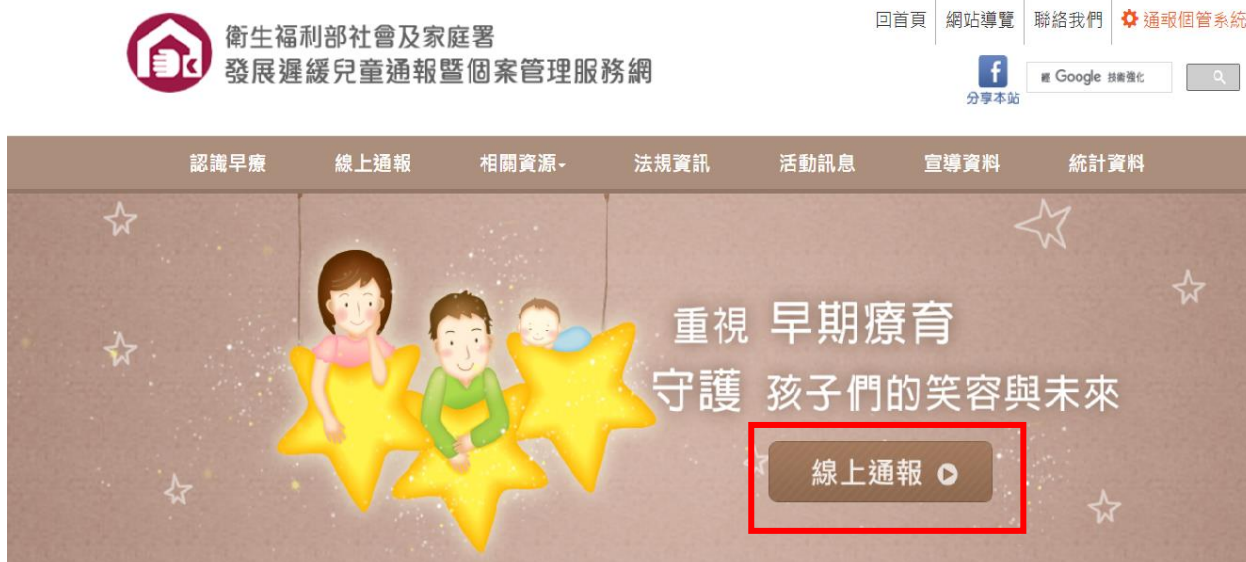 回首頁 網站導覽 聯絡我們 通報個管系統
衛生福利部社會及家庭署
發展遲緩兒童通報暨個案管理服務網
f
分享本站
經 Google 技術強化
認識早療 線上通報 相關資源 法規資訊 活動訊息 宣導資料 統計資料
重視 早期療育
守護 孩子們的笑容與未來
線上通報